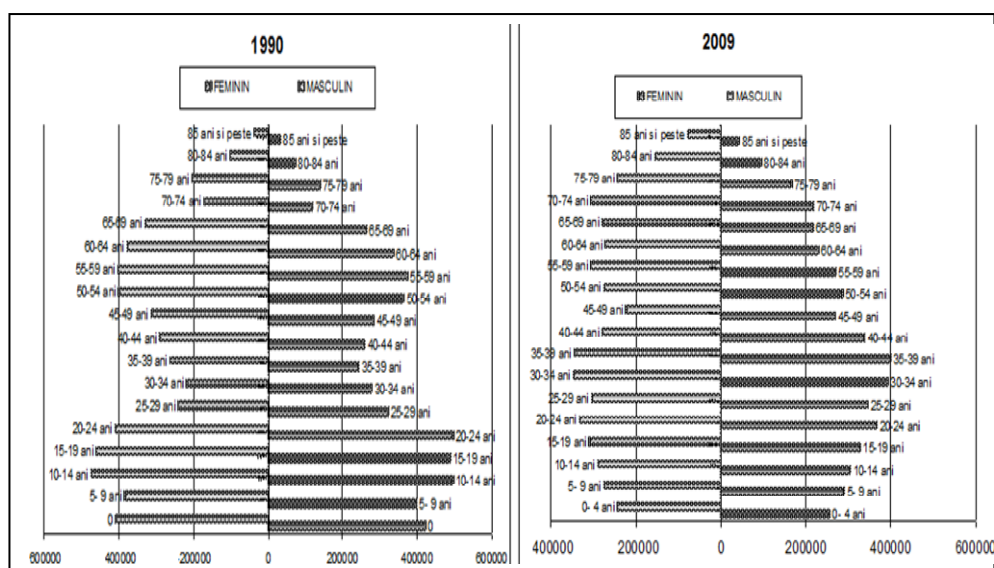 1990
FEMININ MASCULIN
85 ani si peste 85 ani si peste
80-84 ani 80-84 ani
75-79 ani 75-79 ani
70-74 ani 70-74 ani
65-69 ani 65-69 ani
60-64 ani 60-64 ani
55-59 ani 55-59 ani
50-54 ani 50-54 ani
45-49 ani 45-49 ani
40-44 ani 40-44 ani
35-39 ani 35-39 ani
30-34 ani 30-34 ani
25-29 ani 25-29 ani
20-24 ani 20-24 ani
15-19 ani 15-19 ani
10-14 ani 10-14 ani
5- 9 ani 5- 9 ani
0 0
600000 400000 200000 0 200000 400000 600000
2009
FEMININ MASCULIN
85 ani si peste 85 ani si peste
80-84 ani 80-84 ani
75-79 ani 75-79 ani
70-74 ani 70-74 ani
65-69 ani 65-69 ani
60-64 ani 60-64 ani
55-59 ani 55-59 ani
50-54 ani 50-54 ani
45-49 ani 45-49 ani
40-44 ani 40-44 ani
35-39 ani 35-39 ani
30-34 ani 30-34 ani
25-29 ani 25-29 ani
20-24 ani 20-24 ani
15-19 ani 15-19 ani
10-14 ani 10-14 ani
5- 9 ani 5- 9 ani
0- 4 ani 0- 4 ani
400000 200000 0 200000 400000 600000